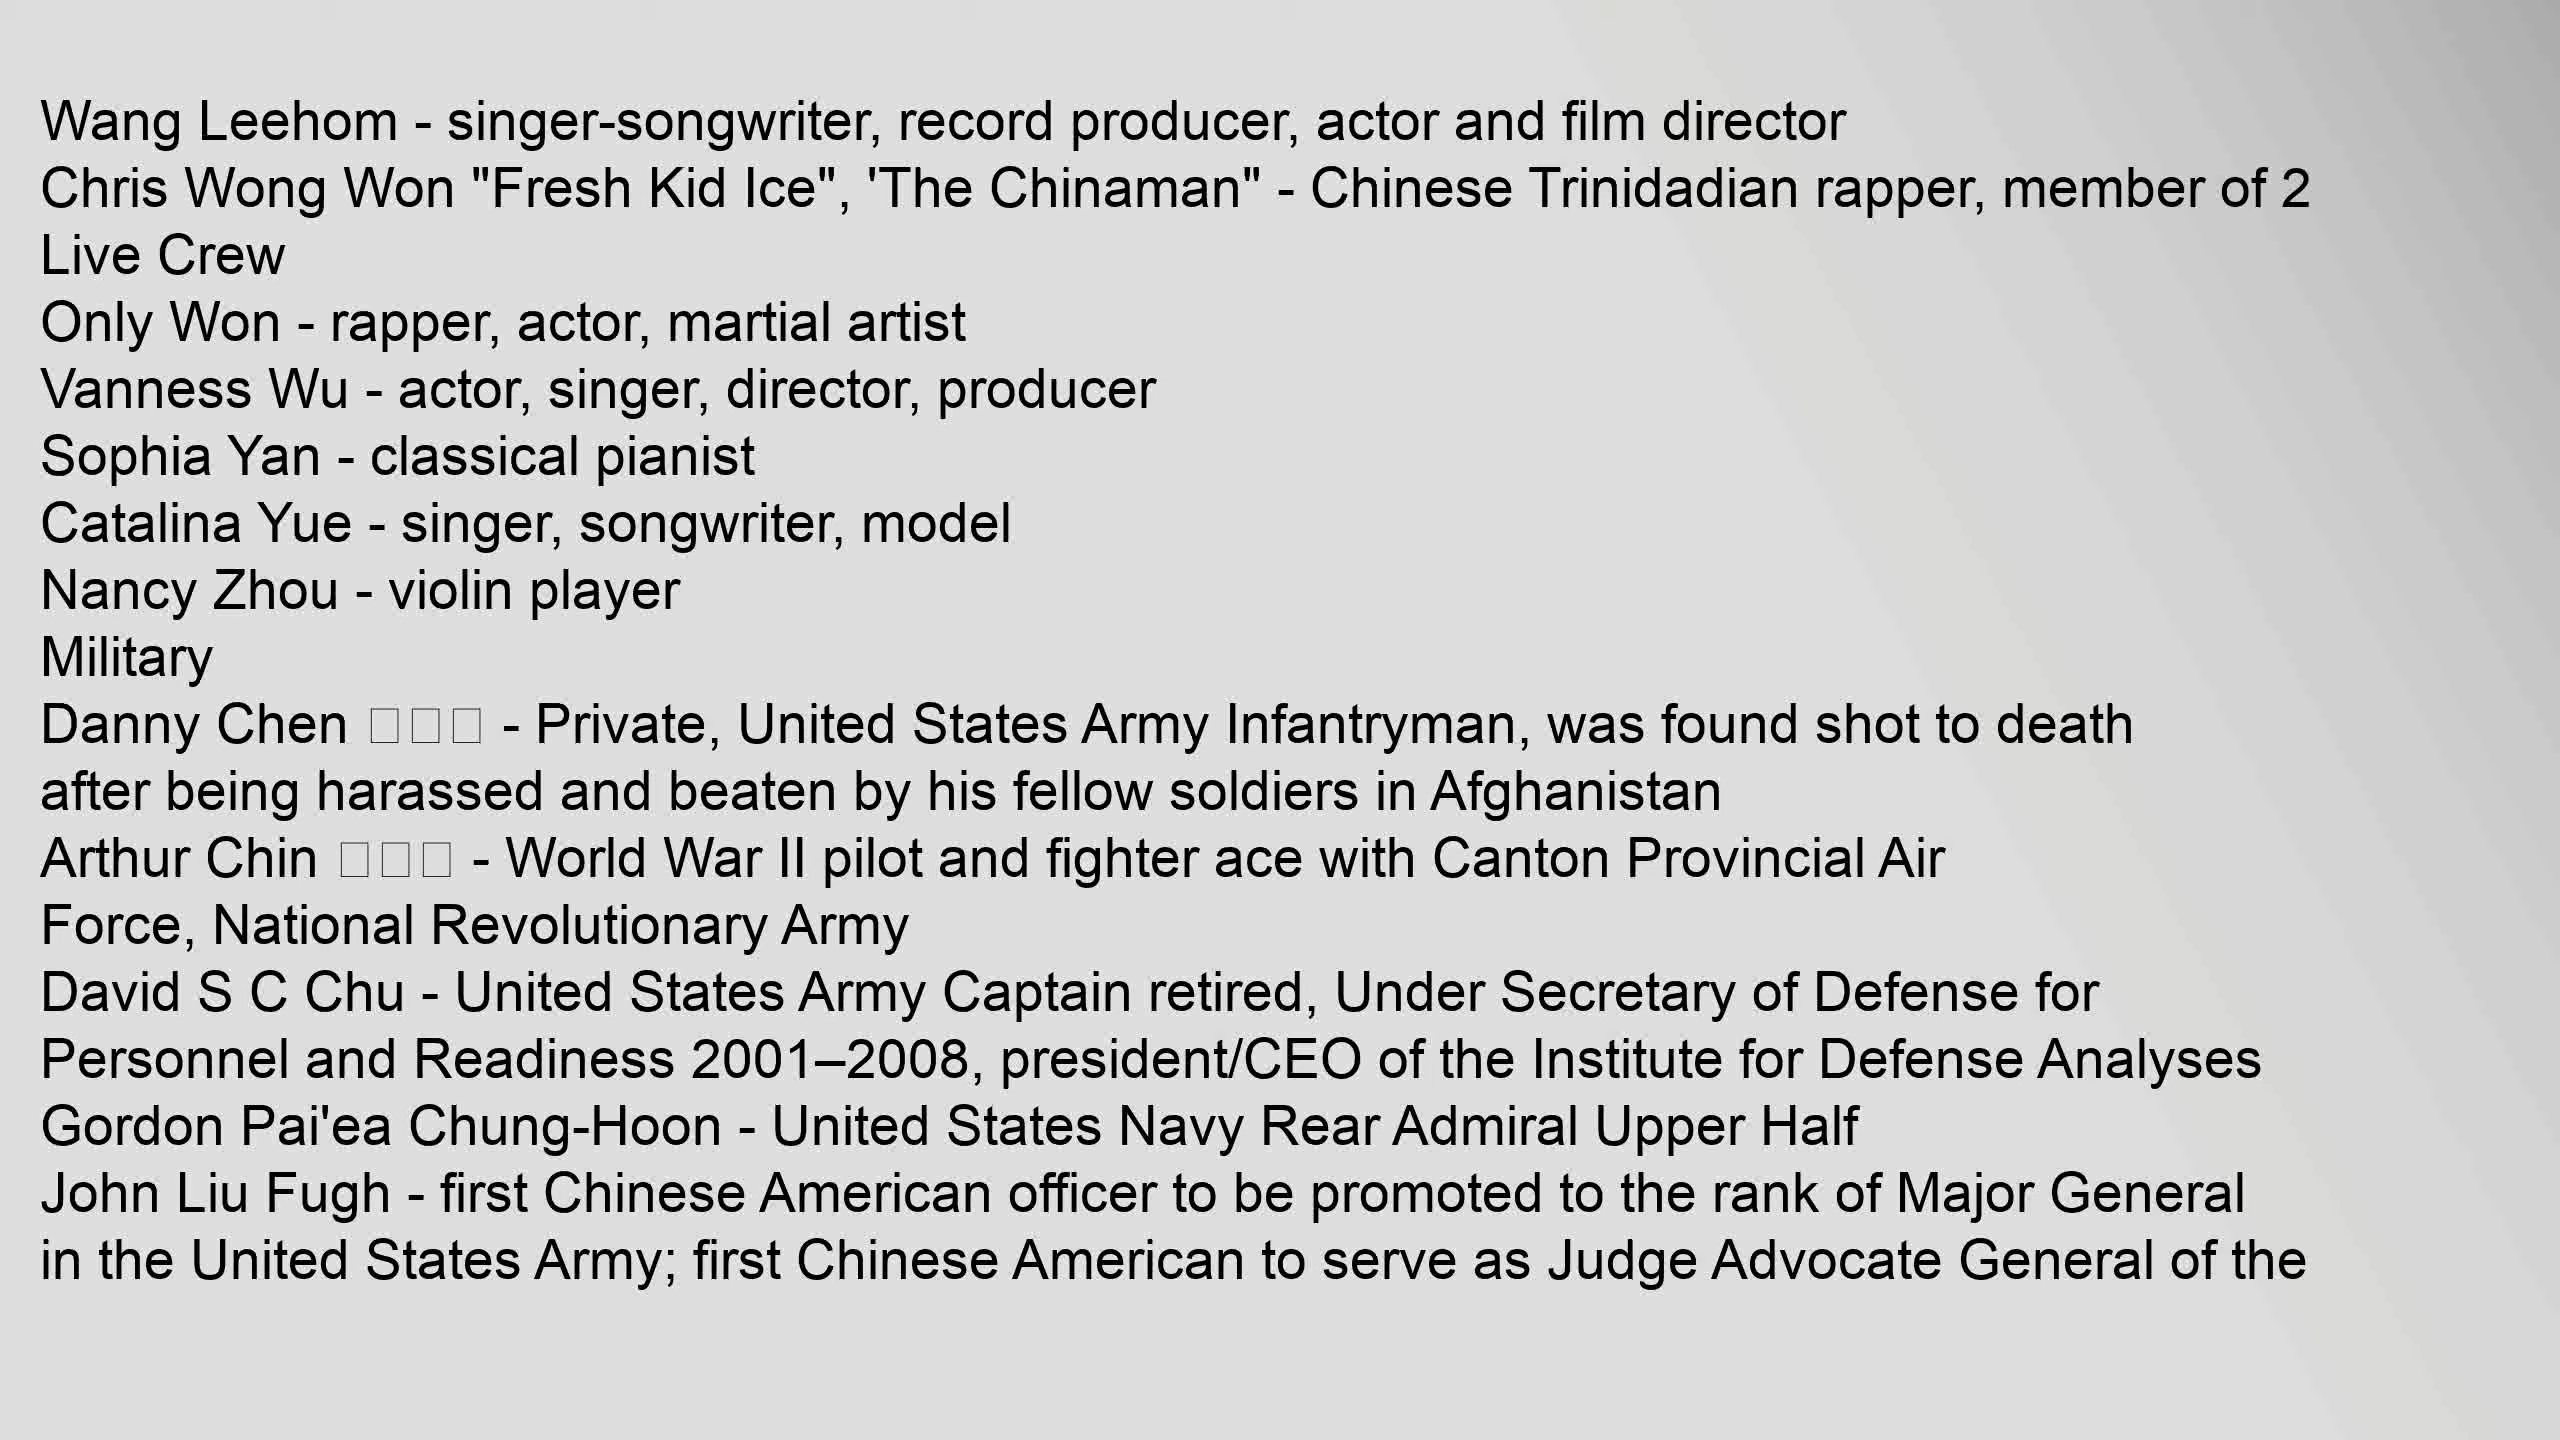 Wang Leehom - singer-songwriter, record producer, actor and film director
Chris Wong Won "Fresh Kid Ice", 'The Chinaman" - Chinese Trinidadian rapper, member of 2
Live Crew
Only Won - rapper, actor, martial artist
Vanness Wu - actor, singer, director, producer
Sophia Yan - classical pianist
Catalina Yue - singer, songwriter, model
Nancy Zhou - violin player
Military
Danny Chen □□□ - Private, United States Army Infantryman, was found shot to death
after being harassed and beaten by his fellow soldiers in Afghanistan
Arthur Chin □□□ - World War II pilot and fighter ace with Canton Provincial Air
Force, National Revolutionary Army
David S C Chu - United States Army Captain retired, Under Secretary of Defense for
Personnel and Readiness 2001–2008, president/CEO of the Institute for Defense Analyses
Gordon Pai'ea Chung-Hoon - United States Navy Rear Admiral Upper Half
John Liu Fugh - first Chinese American officer to be promoted to the rank of Major General
in the United States Army; first Chinese American to serve as Judge Advocate General of the